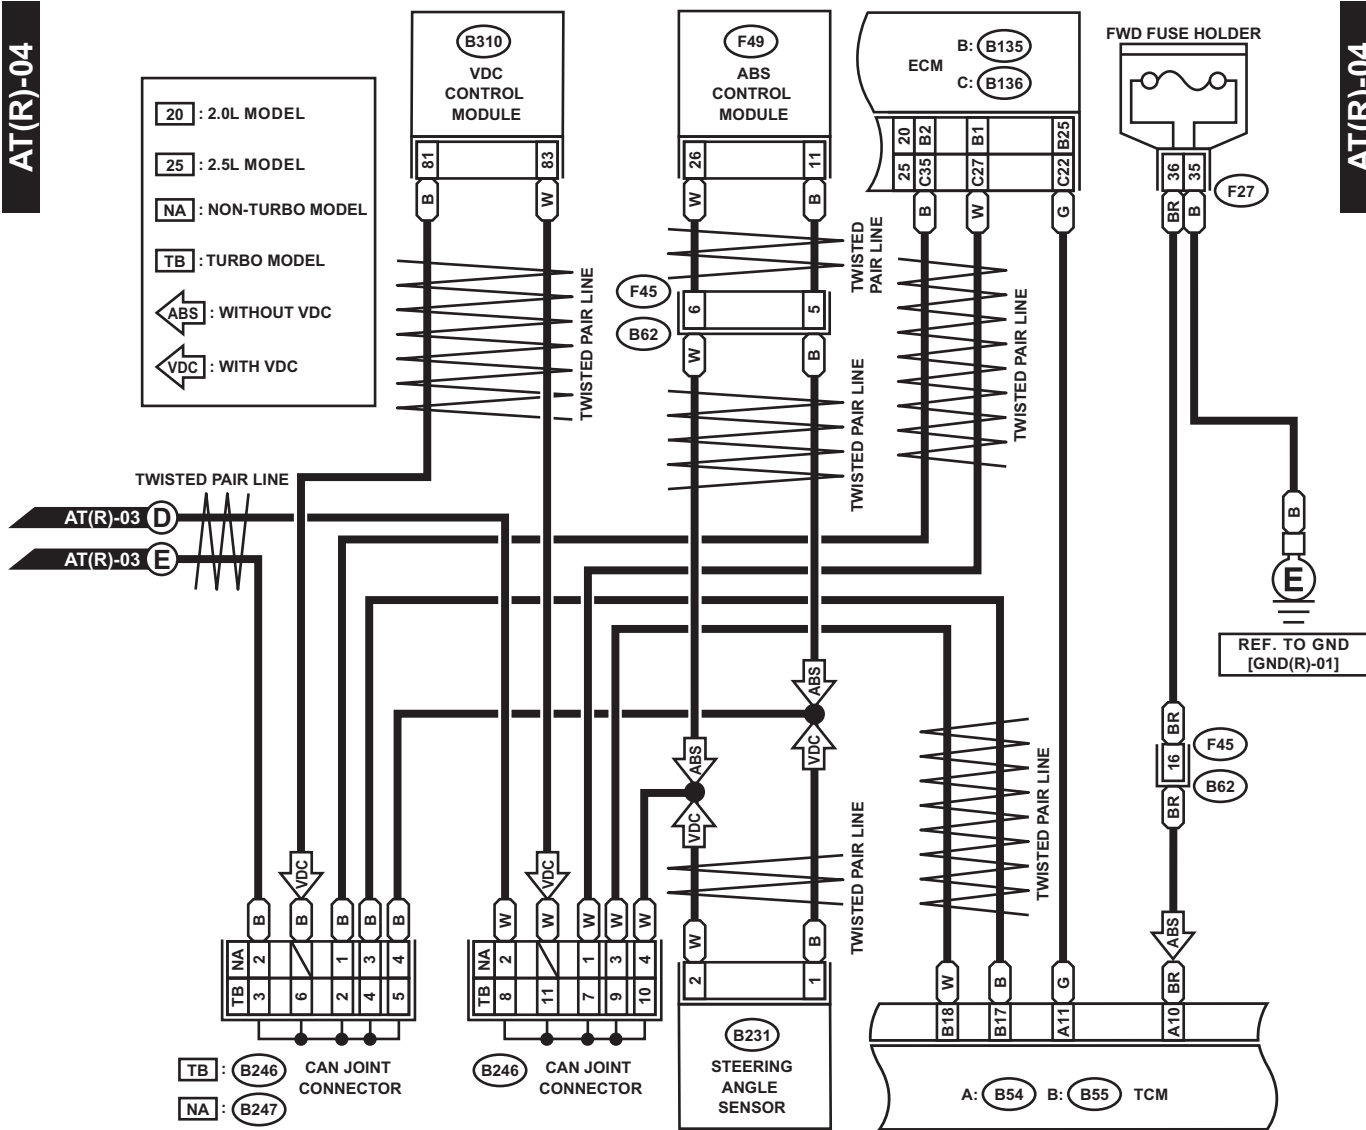 AT(R)-04
AT(R)-04
20 : 2.0L MODEL
25 : 2.5L MODEL
NA : NON-TURBO MODEL
TB : TURBO MODEL
ABS : WITHOUT VDC
VDC : WITH VDC
B310
VDC
CONTROL
MODULE
81
83
B
W
TWISTED PAIR LINE
F49
ABS
CONTROL
MODULE
26
11
W
B
TWISTED
PAIR LINE
F45
B62
6
5
W
B
TWISTED PAIR LINE
ECM
B: B135
C: B136
20
B2
B1
B25
25
C35
C27
C22
B
W
G
TWISTED PAIR LINE
FWD FUSE HOLDER
36
35
F27
BR
B
B
E
REF. TO GND
[GND(R)-01]
TWISTED PAIR LINE
AT(R)-03 D
AT(R)-03 E
ABS
VDC
ABS
VDC
TWISTED PAIR LINE
TWISTED PAIR LINE
BR
16
F45
B62
BR
ABS
BR
VDC
VDC
B
B
B
B
B
NA
2
1
3
4
TB
3
6
2
4
5
TB : B246
NA : B247
CAN JOINT
CONNECTOR
W
W
W
W
W
NA
2
1
3
4
TB
8
11
7
9
10
B246
CAN JOINT
CONNECTOR
W
B
2
1
B231
STEERING
ANGLE
SENSOR
W
B
G
B18
B17
A11
A10
A: B54 B: B55 TCM